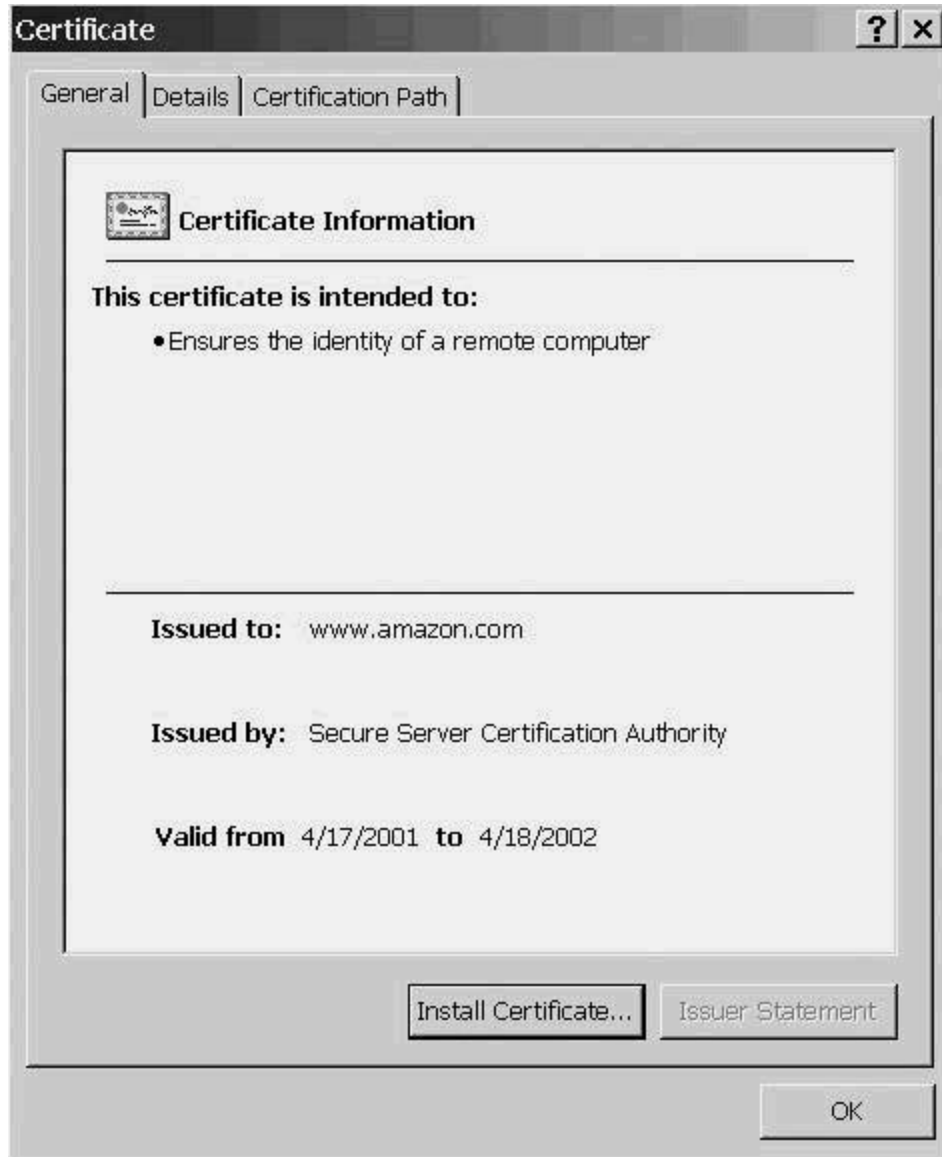 Certificate
? ×
General Details Certification Path
Certificate Information
This certificate is intended to:
•Ensures the identity of a remote computer
Issued to: www.amazon.com
Issued by: Secure Server Certification Authority
Valid from 4/17/2001 to 4/18/2002
Install Certificate... Issuer Statement
OK